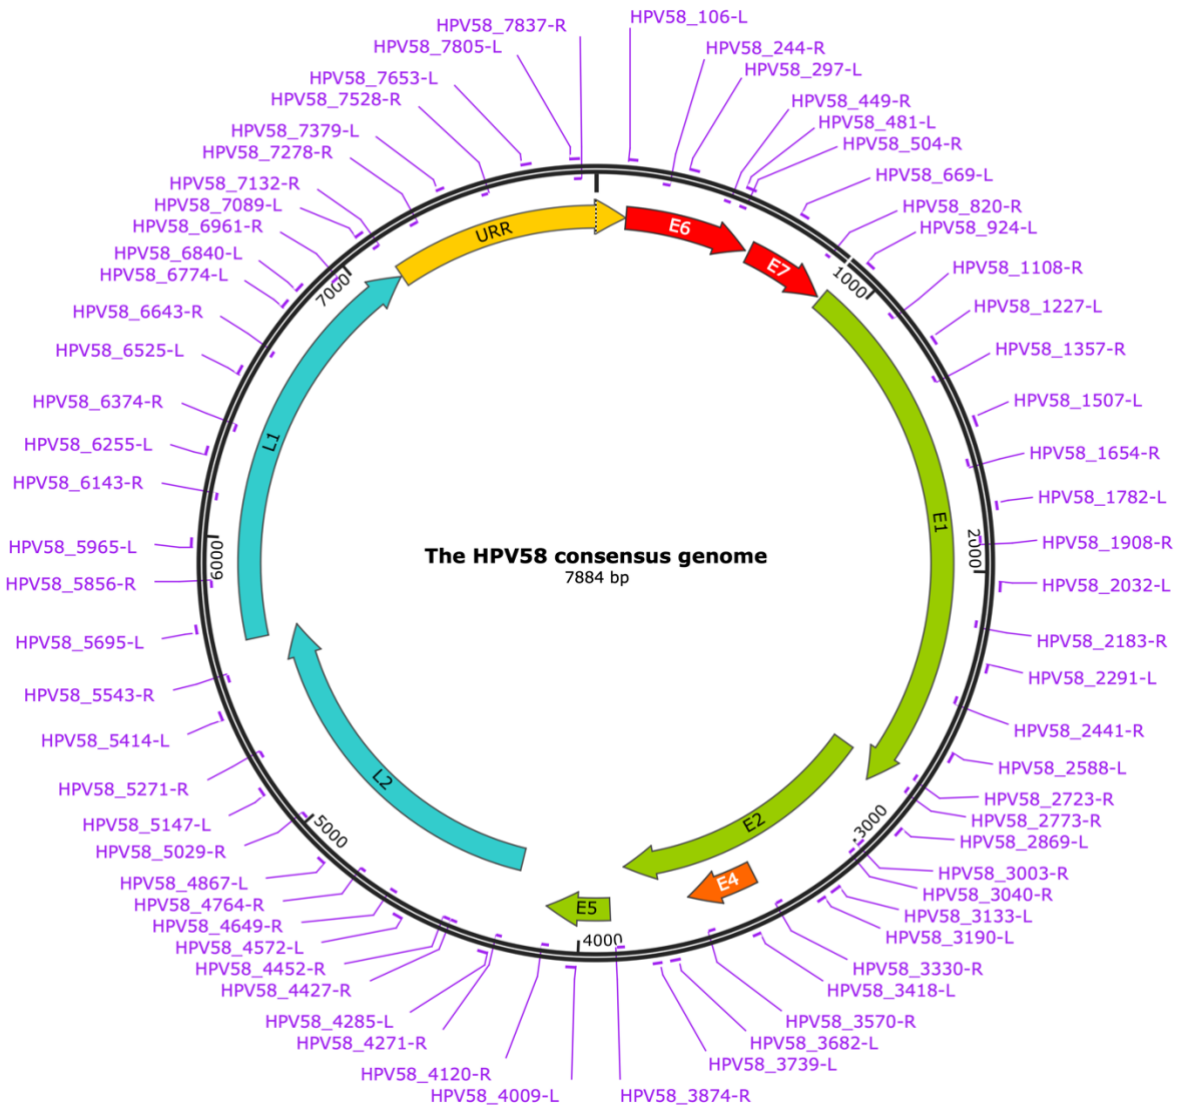 HPV58_7837-R
HPV58_7805-L
HPV58_7653-L
HPV58_7528-R
HPV58_7379-L
HPV58_7278-R
HPV58_7132-R
HPV58_7089-L
HPV58_6961-R
HPV58_6840-L
HPV58_6774-L
HPV58_6643-R
HPV58_6525-L
HPV58_6374-R
HPV58_6255-L
HPV58_6143-R
HPV58_5965-L
HPV58_5856-R
HPV58_5695-L
HPV58_5543-R
HPV58_5414-L
HPV58_5271-R
HPV58_5147-L
HPV58_5029-R
HPV58_4867-L
HPV58_4764-R
HPV58_4649-R
HPV58_4572-L
HPV58_4452-R
HPV58_4427-R
HPV58_4285-L
HPV58_4271-R
HPV58_4120-R
HPV58_4009-L
HPV58_106-L
HPV58_244-R
HPV58_297-L
HPV58_449-R
HPV58_481-L
HPV58_504-R
HPV58_669-L
HPV58_820-R
HPV58_924-L
HPV58_1108-R
HPV58_1227-L
HPV58_1357-R
HPV58_1507-L
HPV58_1654-R
HPV58_1782-L
HPV58_1908-R
HPV58_2032-L
HPV58_2183-R
HPV58_2291-L
HPV58_2441-R
HPV58_2588-L
HPV58_2723-R
HPV58_2773-R
HPV58_2869-L
HPV58_3003-R
HPV58_3040-R
HPV58_3133-L
HPV58_3190-L
HPV58_3330-R
HPV58_3418-L
HPV58_3570-R
HPV58_3682-L
HPV58_3739-L
HPV58_3874-R
URR
E6
E7
E1
E2
E4
E5
L2
L1
1000
2000
3000
4000
5000
6000
7000
The HPV58 consensus genome
7884 bp